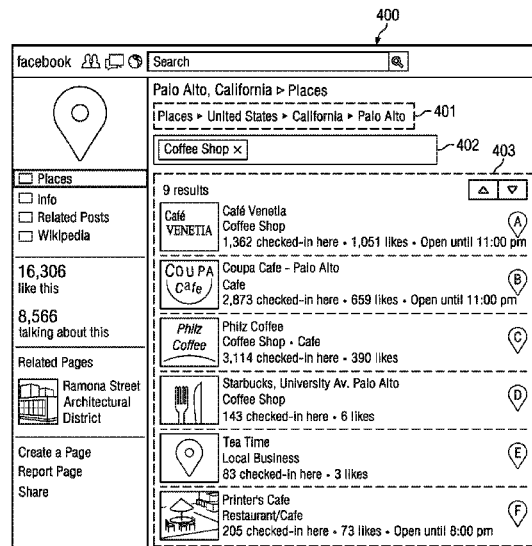 400
facebook Search
Palo Alto, California ▷ Places
Places ▸ United States ▸ California ▸ Palo Alto 401
Coffee Shop × 402
403
Places
Info
Related Posts
Wikipedia
16,306
like this
8,566
talking about this
Related Pages
Ramona Street
Architectural
District
Create a Page
Report Page
Share
9 results
Café
VENETIA
Café Venetia
Coffee Shop
1,362 checked-in here • 1,051 likes • Open until 11:00 pm
A
COUPA
Cafe
Coupa Cafe - Palo Alto
Cafe
2,873 checked-in here • 659 likes • Open until 11:00 pm
B
Philz
Coffee
Philz Coffee
Coffee Shop • Cafe
3,114 checked-in here • 390 likes
C
Starbucks, University Av. Palo Alto
Coffee Shop
143 checked-in here • 6 likes
D
Tea Time
Local Business
83 checked-in here • 3 likes
E
Printer's Cafe
Restaurant/Cafe
205 checked-in here • 73 likes • Open until 8:00 pm
F